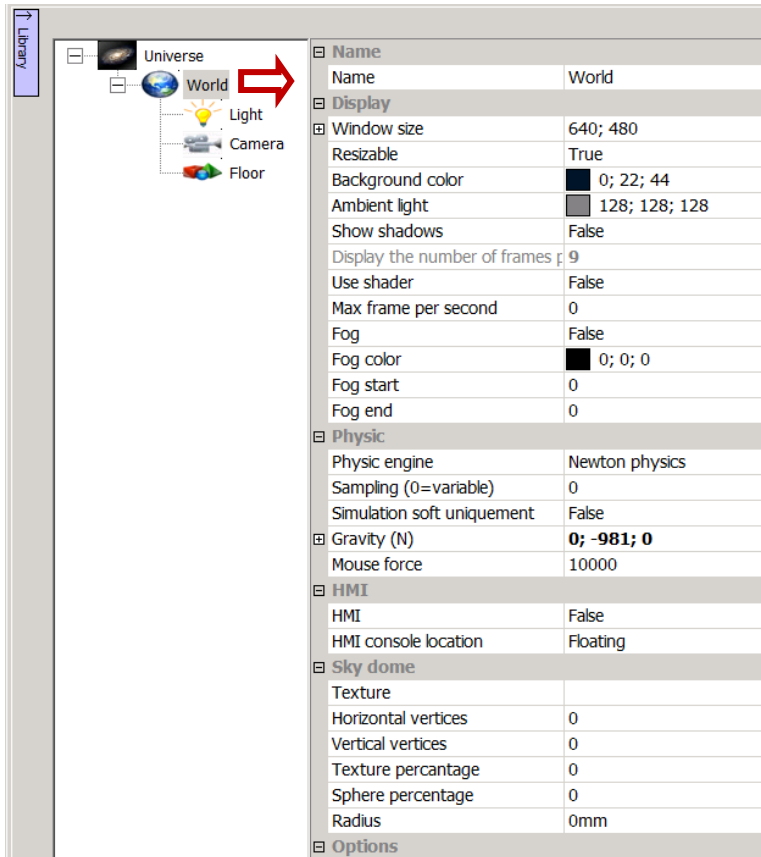 Library
Universe
World
Light
Camera
Floor
Name
Name World
Display
Window size 640; 480
Resizable True
Background color 0; 22; 44
Ambient light 128; 128; 128
Show shadows False
Display the number of frames p 9
Use shader False
Max frame per second 0
Fog False
Fog color 0; 0; 0
Fog start 0
Fog end 0
Physic
Physic engine Newton physics
Sampling (0=variable) 0
Simulation soft uniquement False
Gravity (N) 0; -981; 0
Mouse force 10000
HMI
HMI False
HMI console location Floating
Sky dome
Texture
Horizontal vertices 0
Vertical vertices 0
Texture percantage 0
Sphere percentage 0
Radius 0mm
Options